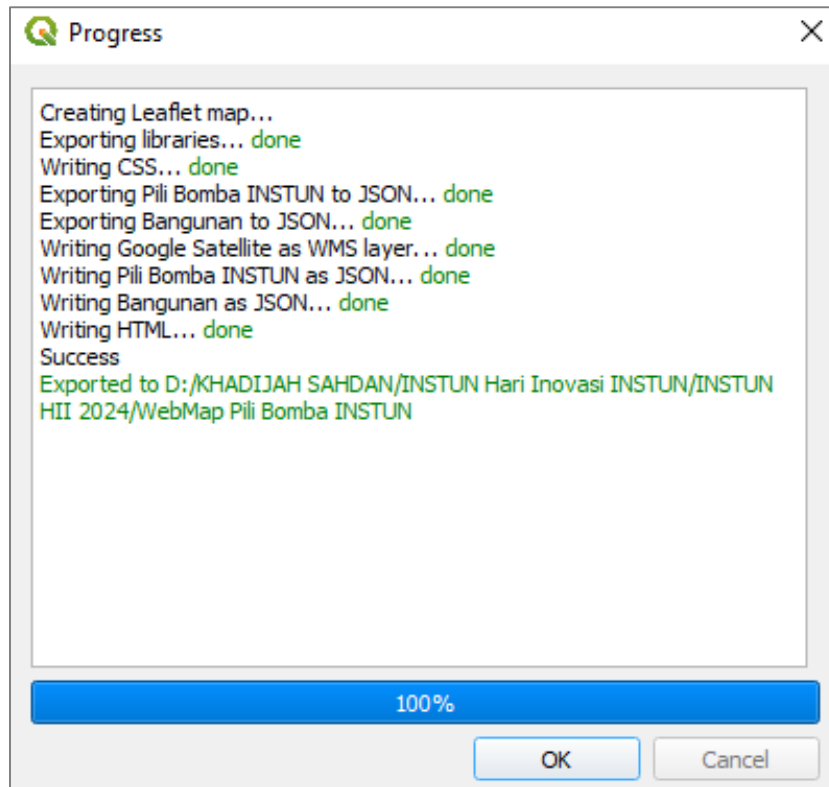 Progress
Creating Leaflet map...
Exporting libraries... done
Writing CSS... done
Exporting Pili Bomba INSTUN to JSON... done
Exporting Bangunan to JSON... done
Writing Google Satellite as WMS layer... done
Writing Pili Bomba INSTUN as JSON... done
Writing Bangunan as JSON... done
Writing HTML... done
Success
Exported to D:/KHADIJAH SAHDAN/INSTUN Hari Inovasi INSTUN/INSTUN
HII 2024/WebMap Pili Bomba INSTUN
100%
OK
Cancel